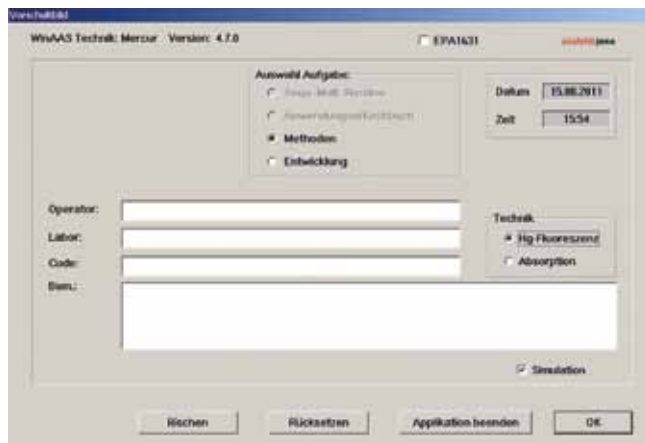 Vorschaltbild
WinAAS Technik: Mercur Version: 4.7.0
EPA1631
analytikjena
Auswahl Aufgabe:
Methoden
Entwicklung
Datum 15.08.2011
Zeit 15:54
Operator:
Labor:
Code:
Bem.:
Technik
Hg-Fluoreszenz
Absorption
Simulation
Rücksetzen
Applikation beenden
OK